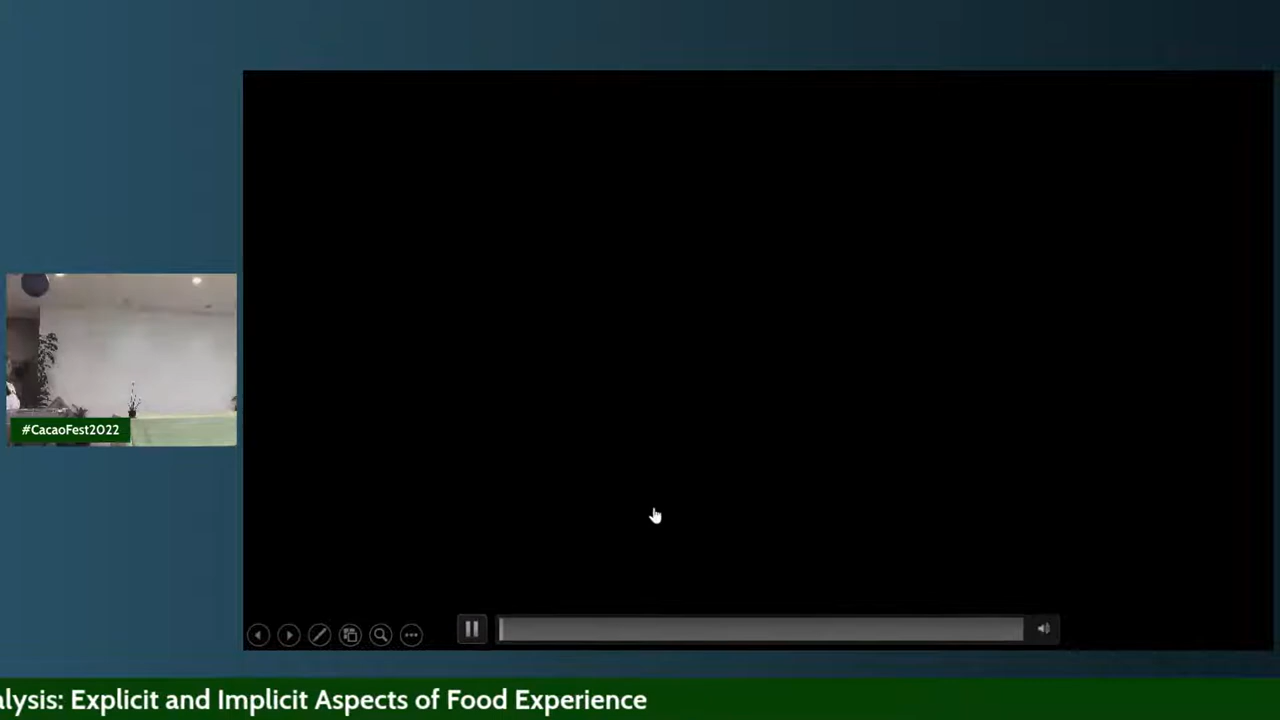 #CacaoFest2022
alysis: Explicit and Implicit Aspects of Food Experience